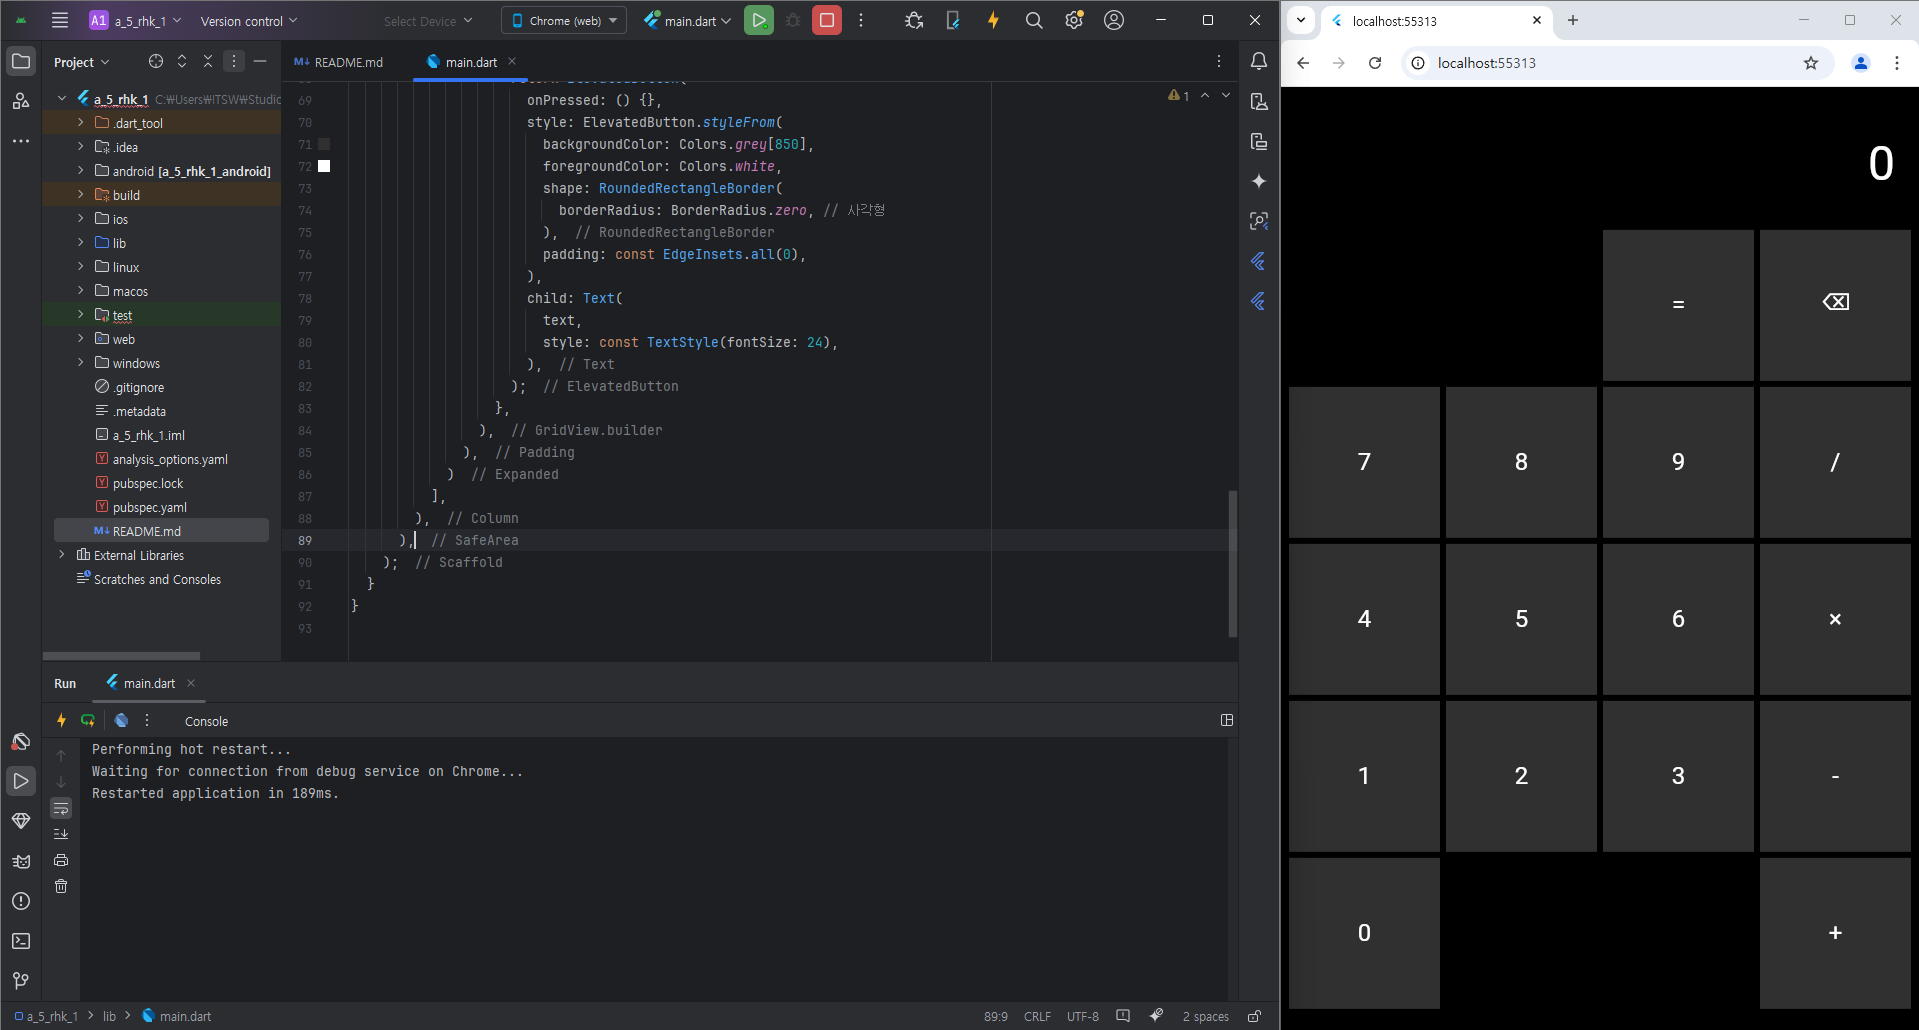 A1 a_5_rhk_1 Version control Select Device Chrome (web) main.dart
Project
a_5_rhk_1 C:₩Users₩ITSW₩Studio
.dart_tool
.idea
android [a_5_rhk_1_android]
build
ios
lib
linux
macos
test
web
windows
.gitignore
.metadata
a_5_rhk_1.iml
analysis_options.yaml
pubspec.lock
pubspec.yaml
M↓ README.md
External Libraries
Scratches and Consoles
M↓ README.md main.dart
1
69 onPressed: () {},
70 style: ElevatedButton.styleFrom(
71 backgroundColor: Colors.grey[850],
72 foregroundColor: Colors.white,
73 shape: RoundedRectangleBorder(
74 borderRadius: BorderRadius.zero, // 사각형
75 ), // RoundedRectangleBorder
76 padding: const EdgeInsets.all(0),
77 ),
78 child: Text(
79 text,
80 style: const TextStyle(fontSize: 24),
81 ), // Text
82 ); // ElevatedButton
83 },
84 ), // GridView.builder
85 ), // Padding
86 ) // Expanded
87 ],
88 ), // Column
89 ), // SafeArea
90 ); // Scaffold
91 }
92 }
93
Run main.dart
Console
Performing hot restart...
Waiting for connection from debug service on Chrome...
Restarted application in 189ms.
a_5_rhk_1 > lib > main.dart
89:9 CRLF UTF-8 2 spaces
localhost:55313
localhost:55313
0
=
7 8 9 /
4 5 6 ×
1 2 3 -
0 +